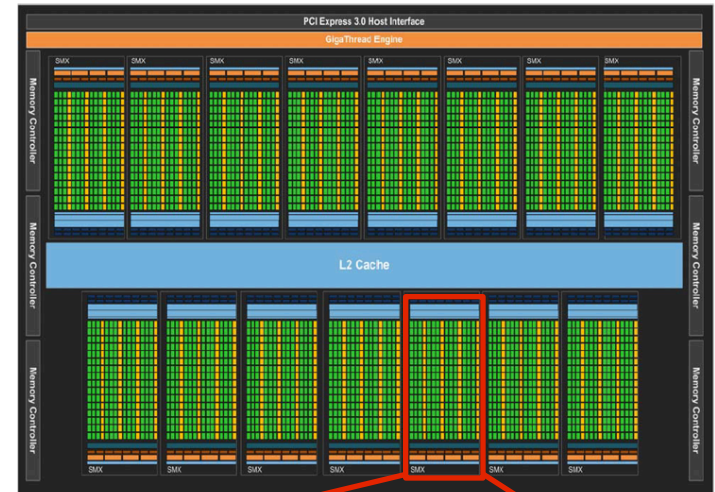 PCI Express 3.0 Host Interface
GigaThread Engine
SMX SMX SMX SMX SMX SMX SMX SMX
Memory Controller
Memory Controller
Memory Controller
Memory Controller
L2 Cache
Memory Controller
Memory Controller
SMX SMX SMX SMX SMX SMX SMX